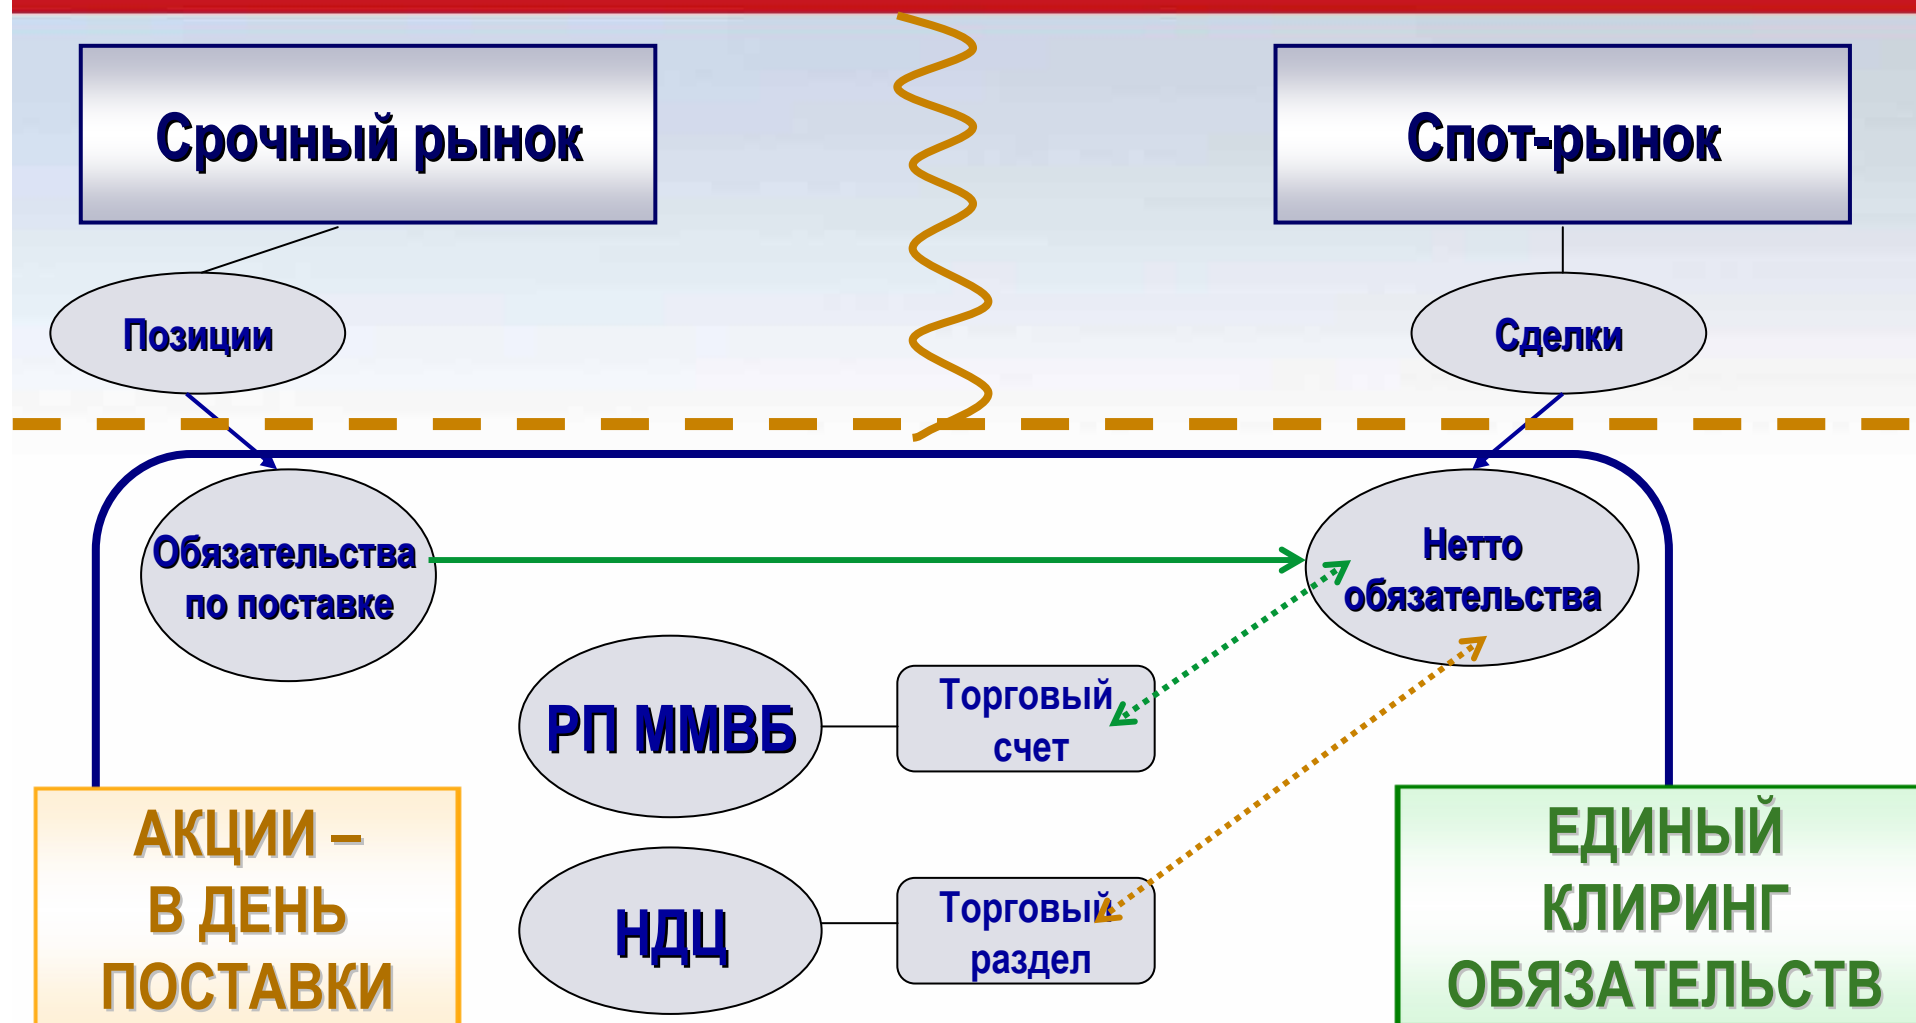 Срочный рынок
Спот-рынок
Позиции
Сделки
Обязательства
по поставке
Нетто
обязательства
РП ММВБ
Торговый
счет
НДЦ
Торговый
раздел
АКЦИИ –
В ДЕНЬ
ПОСТАВКИ
ЕДИНЫЙ
КЛИРИНГ
ОБЯЗАТЕЛЬСТВ